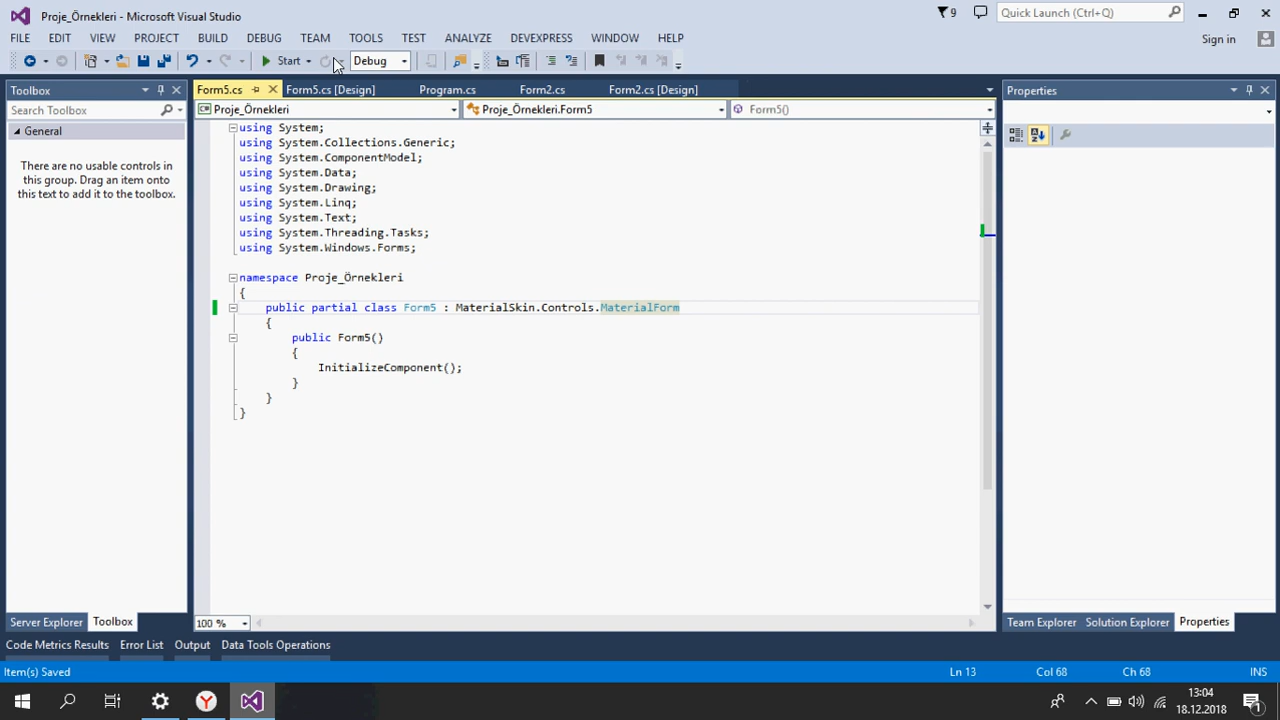 Proje_Örnekleri - Microsoft Visual Studio
9
Quick Launch (Ctrl+Q)
FILE EDIT VIEW PROJECT BUILD DEBUG TEAM TOOLS TEST ANALYZE DEVEXPRESS WINDOW HELP
Sign in
Start
Debug
Toolbox
Form5.cs
Form5.cs [Design]
Program.cs
Form2.cs
Form2.cs [Design]
Properties
Search Toolbox
Proje_Örnekleri
Proje_Örnekleri.Form5
Form5()
General
There are no usable controls in
this group. Drag an item onto
this text to add it to the toolbox.
using System;
using System.Collections.Generic;
using System.ComponentModel;
using System.Data;
using System.Drawing;
using System.Linq;
using System.Text;
using System.Threading.Tasks;
using System.Windows.Forms;
namespace Proje_Örnekleri
{
public partial class Form5 : MaterialSkin.Controls.MaterialForm
{
public Form5()
{
InitializeComponent();
}
}
}
100 %
Server Explorer
Toolbox
Team Explorer
Solution Explorer
Properties
Code Metrics Results
Error List
Output
Data Tools Operations
Item(s) Saved
Ln 13
Col 68
Ch 68
INS
13:04
18.12.2018
1